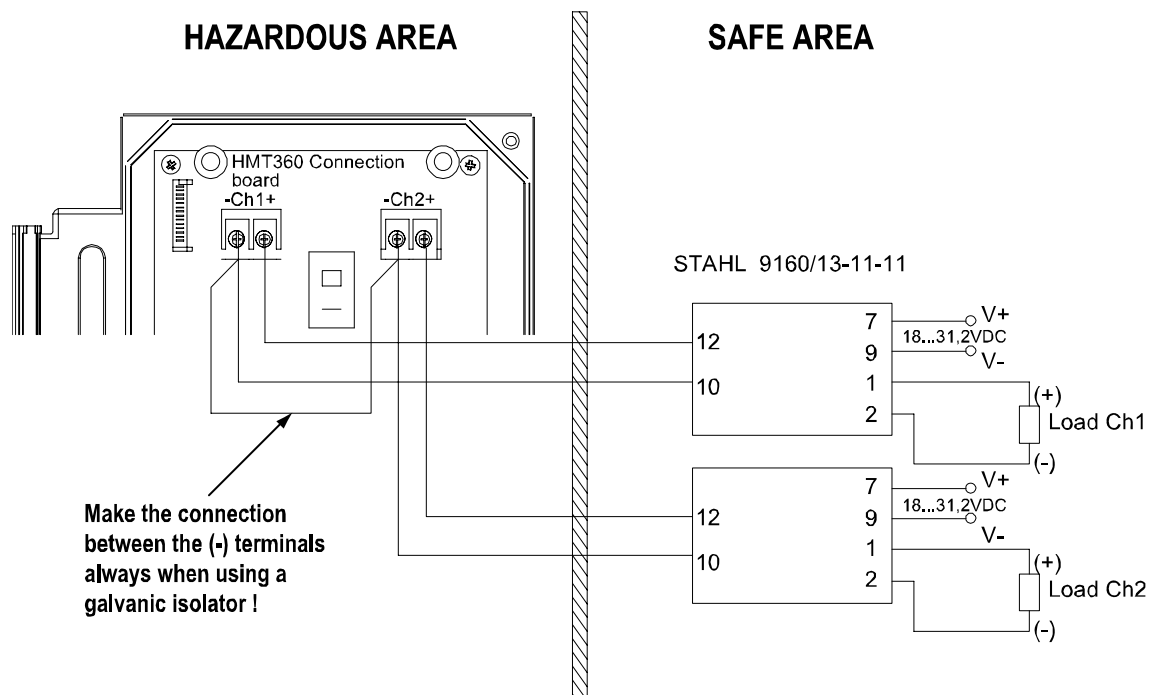 HAZARDOUS AREA
SAFE AREA
HMT360 Connection
board
-Ch1+
-Ch2+
STAHL 9160/13-11-11
12
10
7
9
1
2
V+
18...31,2VDC
V-
(+)
Load Ch1
(-)
12
10
7
9
1
2
V+
18...31,2VDC
V-
(+)
Load Ch2
(-)
Make the connection
between the (-) terminals
always when using a
galvanic isolator !